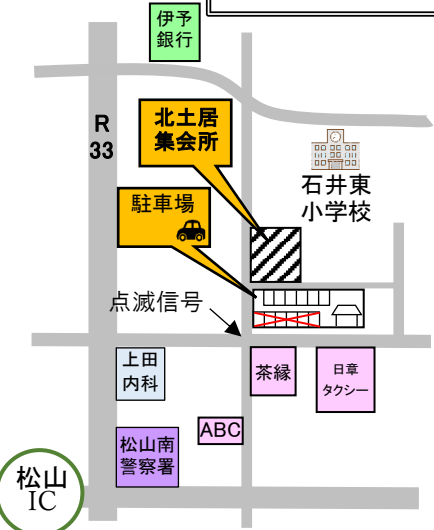 伊予
銀行
R
33
北土居
集会所
石井東
小学校
駐車場
点滅信号
上田
内科
茶縁
日章
タクシー
ABC
松山南
警察署
松山
IC